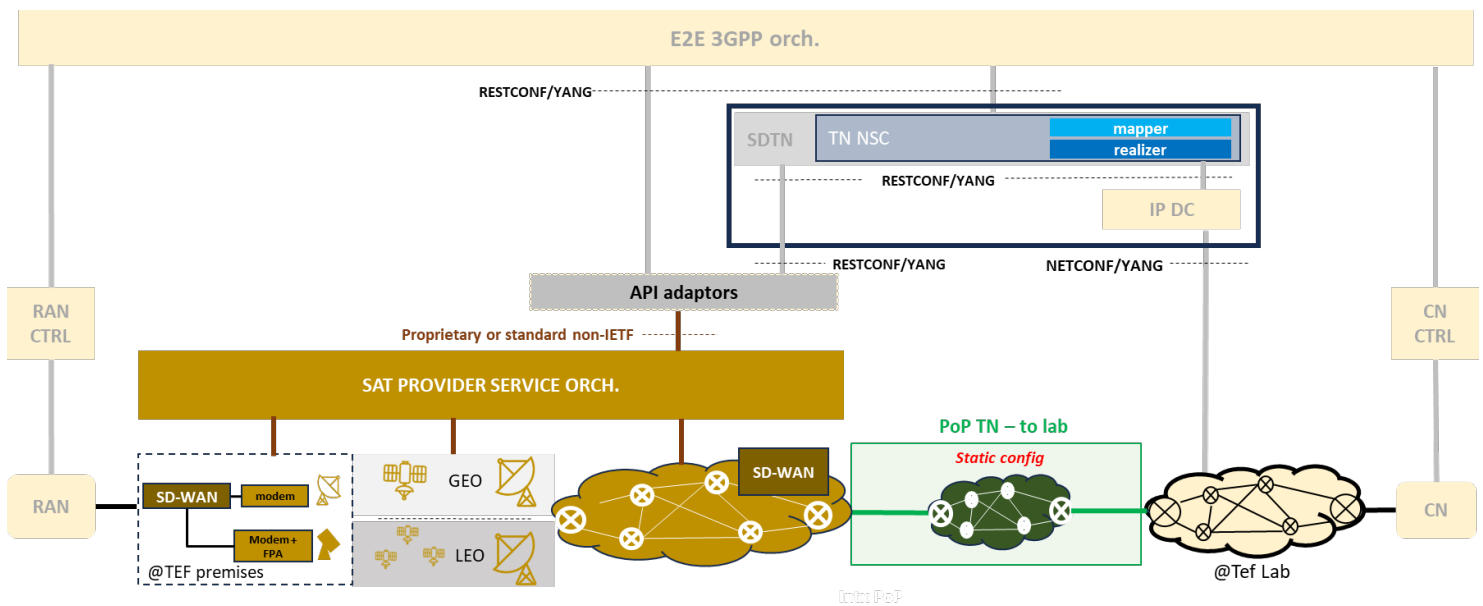 E2E 3GPP orch.
RESTCONF/YANG
SDTN
TN NSC
mapper
realizer
RESTCONF/YANG
IP DC
RESTCONF/YANG
NETCONF/YANG
API adaptors
RAN
CTRL
CN
CTRL
Proprietary or standard non-IETF
SAT PROVIDER SERVICE ORCH.
PoP TN – to lab
Static config
SD-WAN
GEO
RAN
SD-WAN
modem
CN
Modem+
FPA
LEO
@TEF premises
@Tef Lab